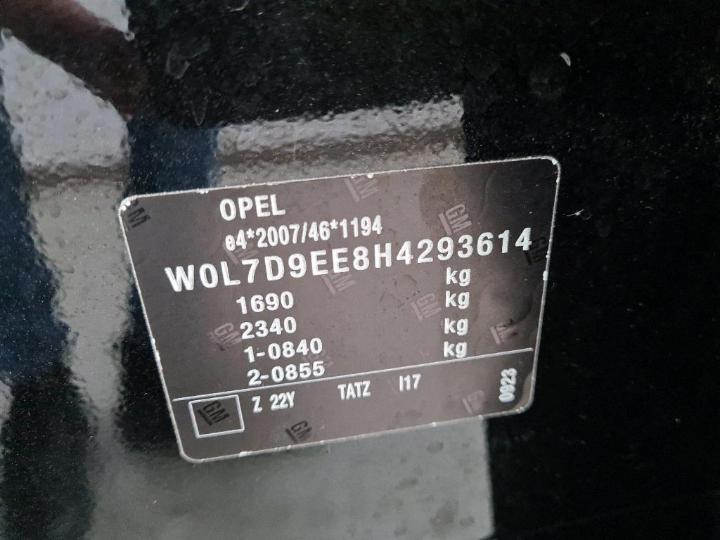 OPEL
e4*2007/46*1194
W0L7D9EE8H4293614
1690 kg
2340 kg
1-0840 kg
2-0855 kg
GM Z 22Y TATZ I17 0923